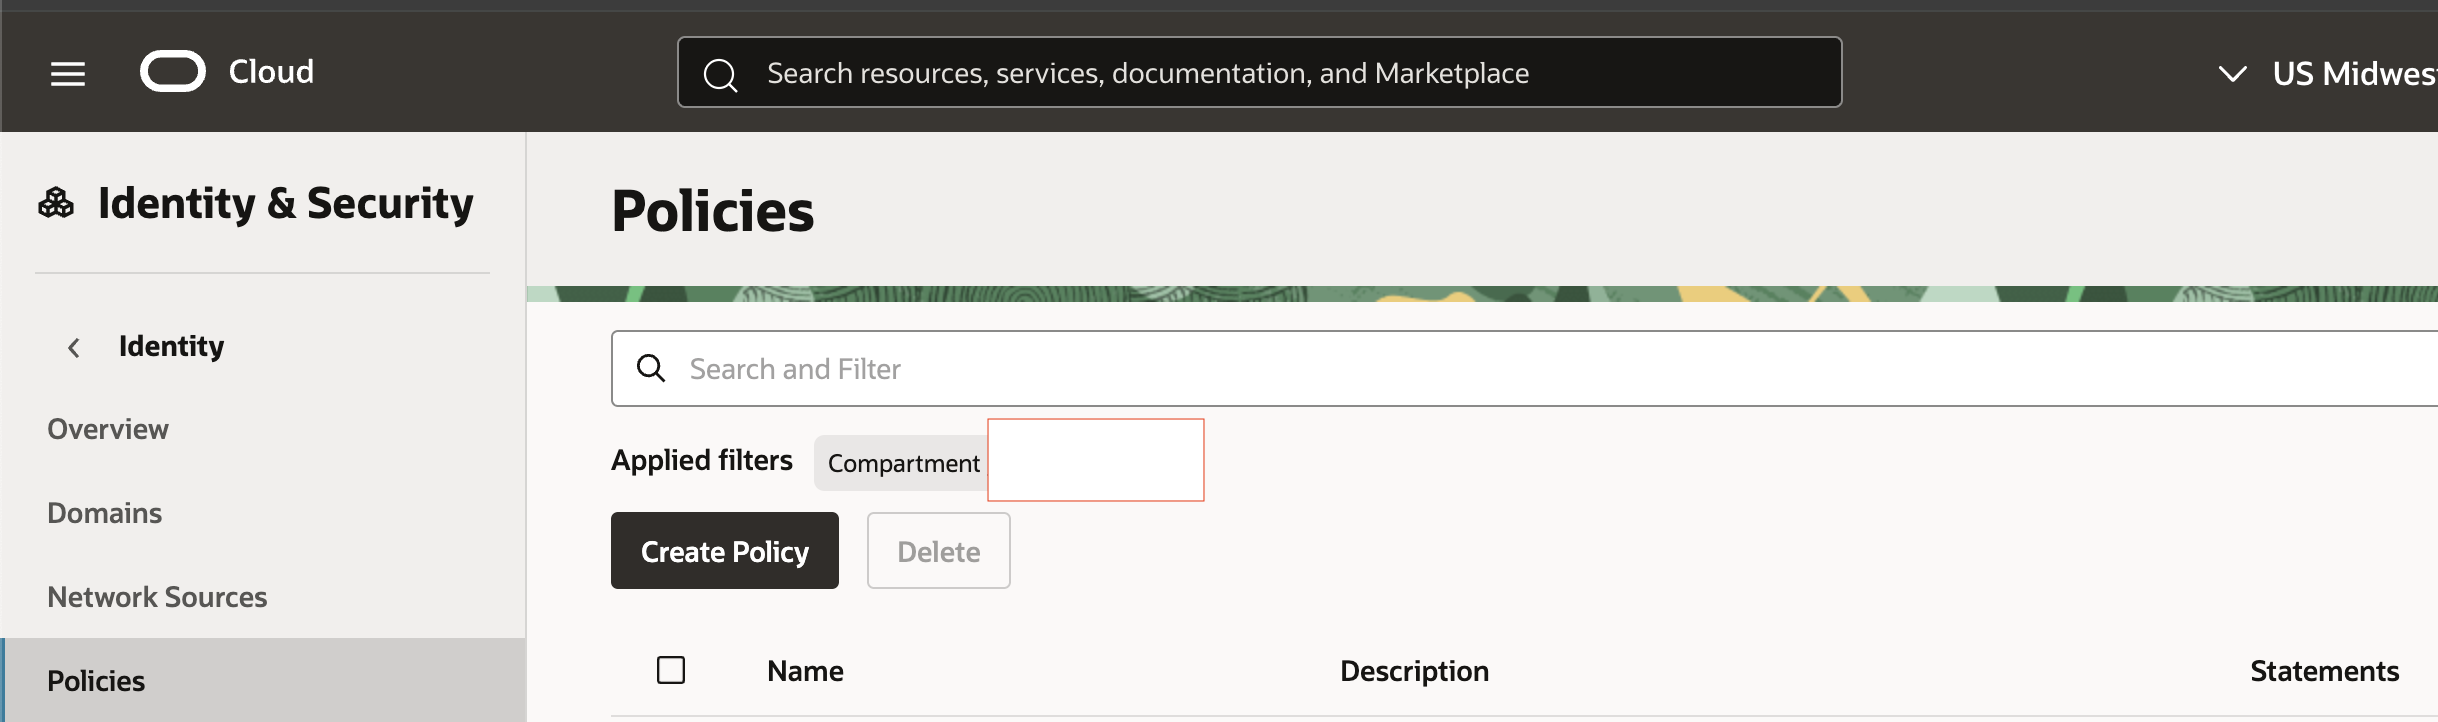 Cloud
Search resources, services, documentation, and Marketplace
US Midwes
Identity & Security
Identity
Overview
Domains
Network Sources
Policies
Policies
Search and Filter
Applied filters
Compartment
Create Policy
Delete
Name
Description
Statements